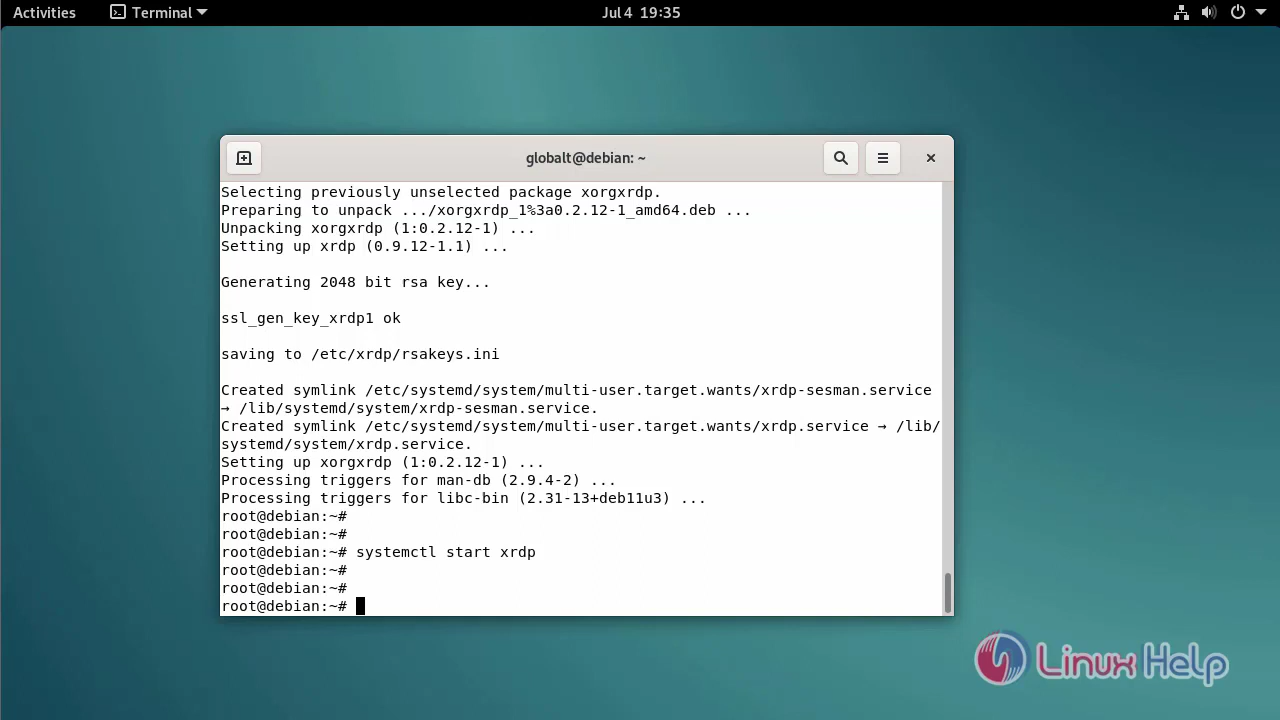 Activities
Terminal
Jul 4 19:35
globalt@debian: ~
Selecting previously unselected package xorgxrdp.
Preparing to unpack .../xorgxrdp_1%3a0.2.12-1_amd64.deb ...
Unpacking xorgxrdp (1:0.2.12-1) ...
Setting up xrdp (0.9.12-1.1) ...
Generating 2048 bit rsa key...
ssl_gen_key_xrdp1 ok
saving to /etc/xrdp/rsakeys.ini
Created symlink /etc/systemd/system/multi-user.target.wants/xrdp-sesman.service
→ /lib/systemd/system/xrdp-sesman.service.
Created symlink /etc/systemd/system/multi-user.target.wants/xrdp.service → /lib/
systemd/system/xrdp.service.
Setting up xorgxrdp (1:0.2.12-1) ...
Processing triggers for man-db (2.9.4-2) ...
Processing triggers for libc-bin (2.31-13+deb11u3) ...
root@debian:~#
root@debian:~#
root@debian:~# systemctl start xrdp
root@debian:~#
root@debian:~#
root@debian:~#
Linux Help